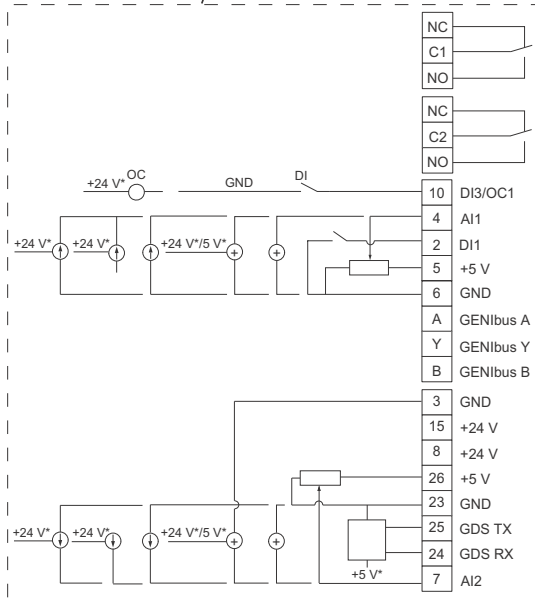 NC
C1
NO
NC
C2
NO
+24 V* OC GND DI 10 DI3/OC1
4 AI1
+24 V* +24 V* +24 V*/5 V* + + 2 DI1
5 +5 V
6 GND
A GENIbus A
Y GENIbus Y
B GENIbus B
3 GND
15 +24 V
8 +24 V
26 +5 V
23 GND
+24 V* +24 V* +24 V*/5 V* + + 25 GDS TX
24 GDS RX
+5 V* 7 AI2